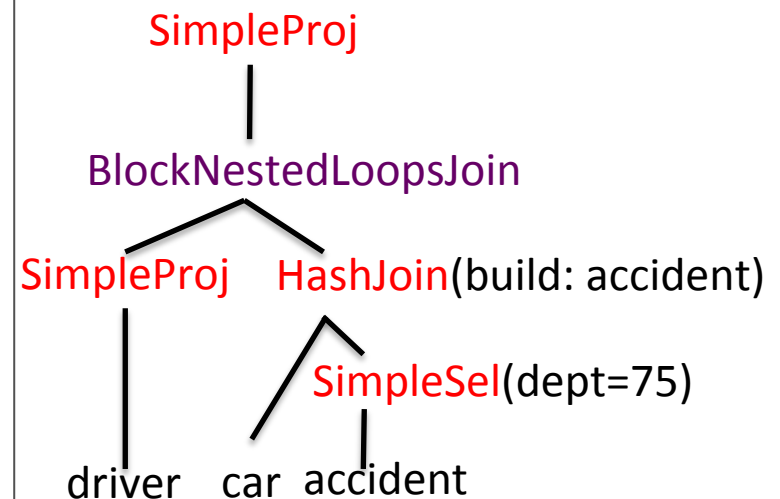 SimpleProj
BlockNestedLoopsJoin
SimpleProj HashJoin(build: accident)
SimpleSel(dept=75)
driver car accident